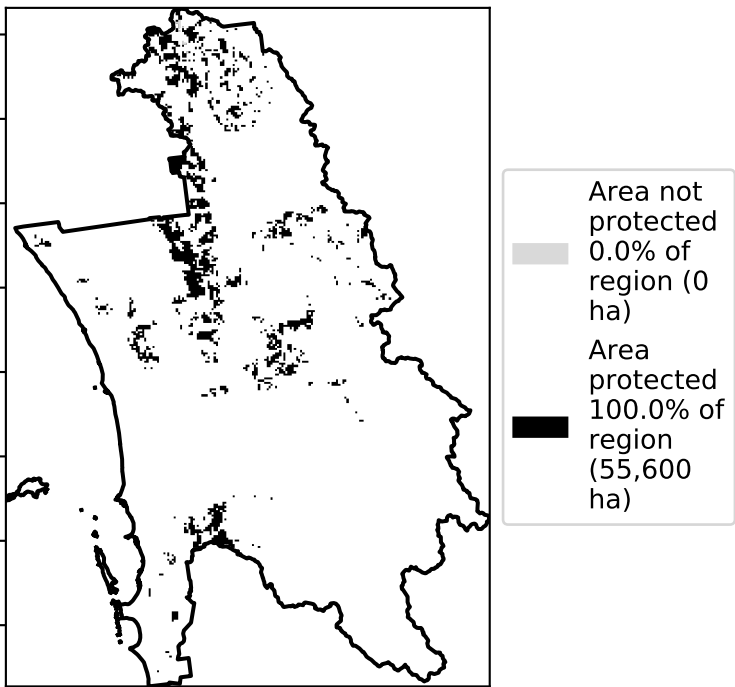 Area not
protected
0.0% of
region (0
ha)
Area
protected
100.0% of
region
(55,600
ha)